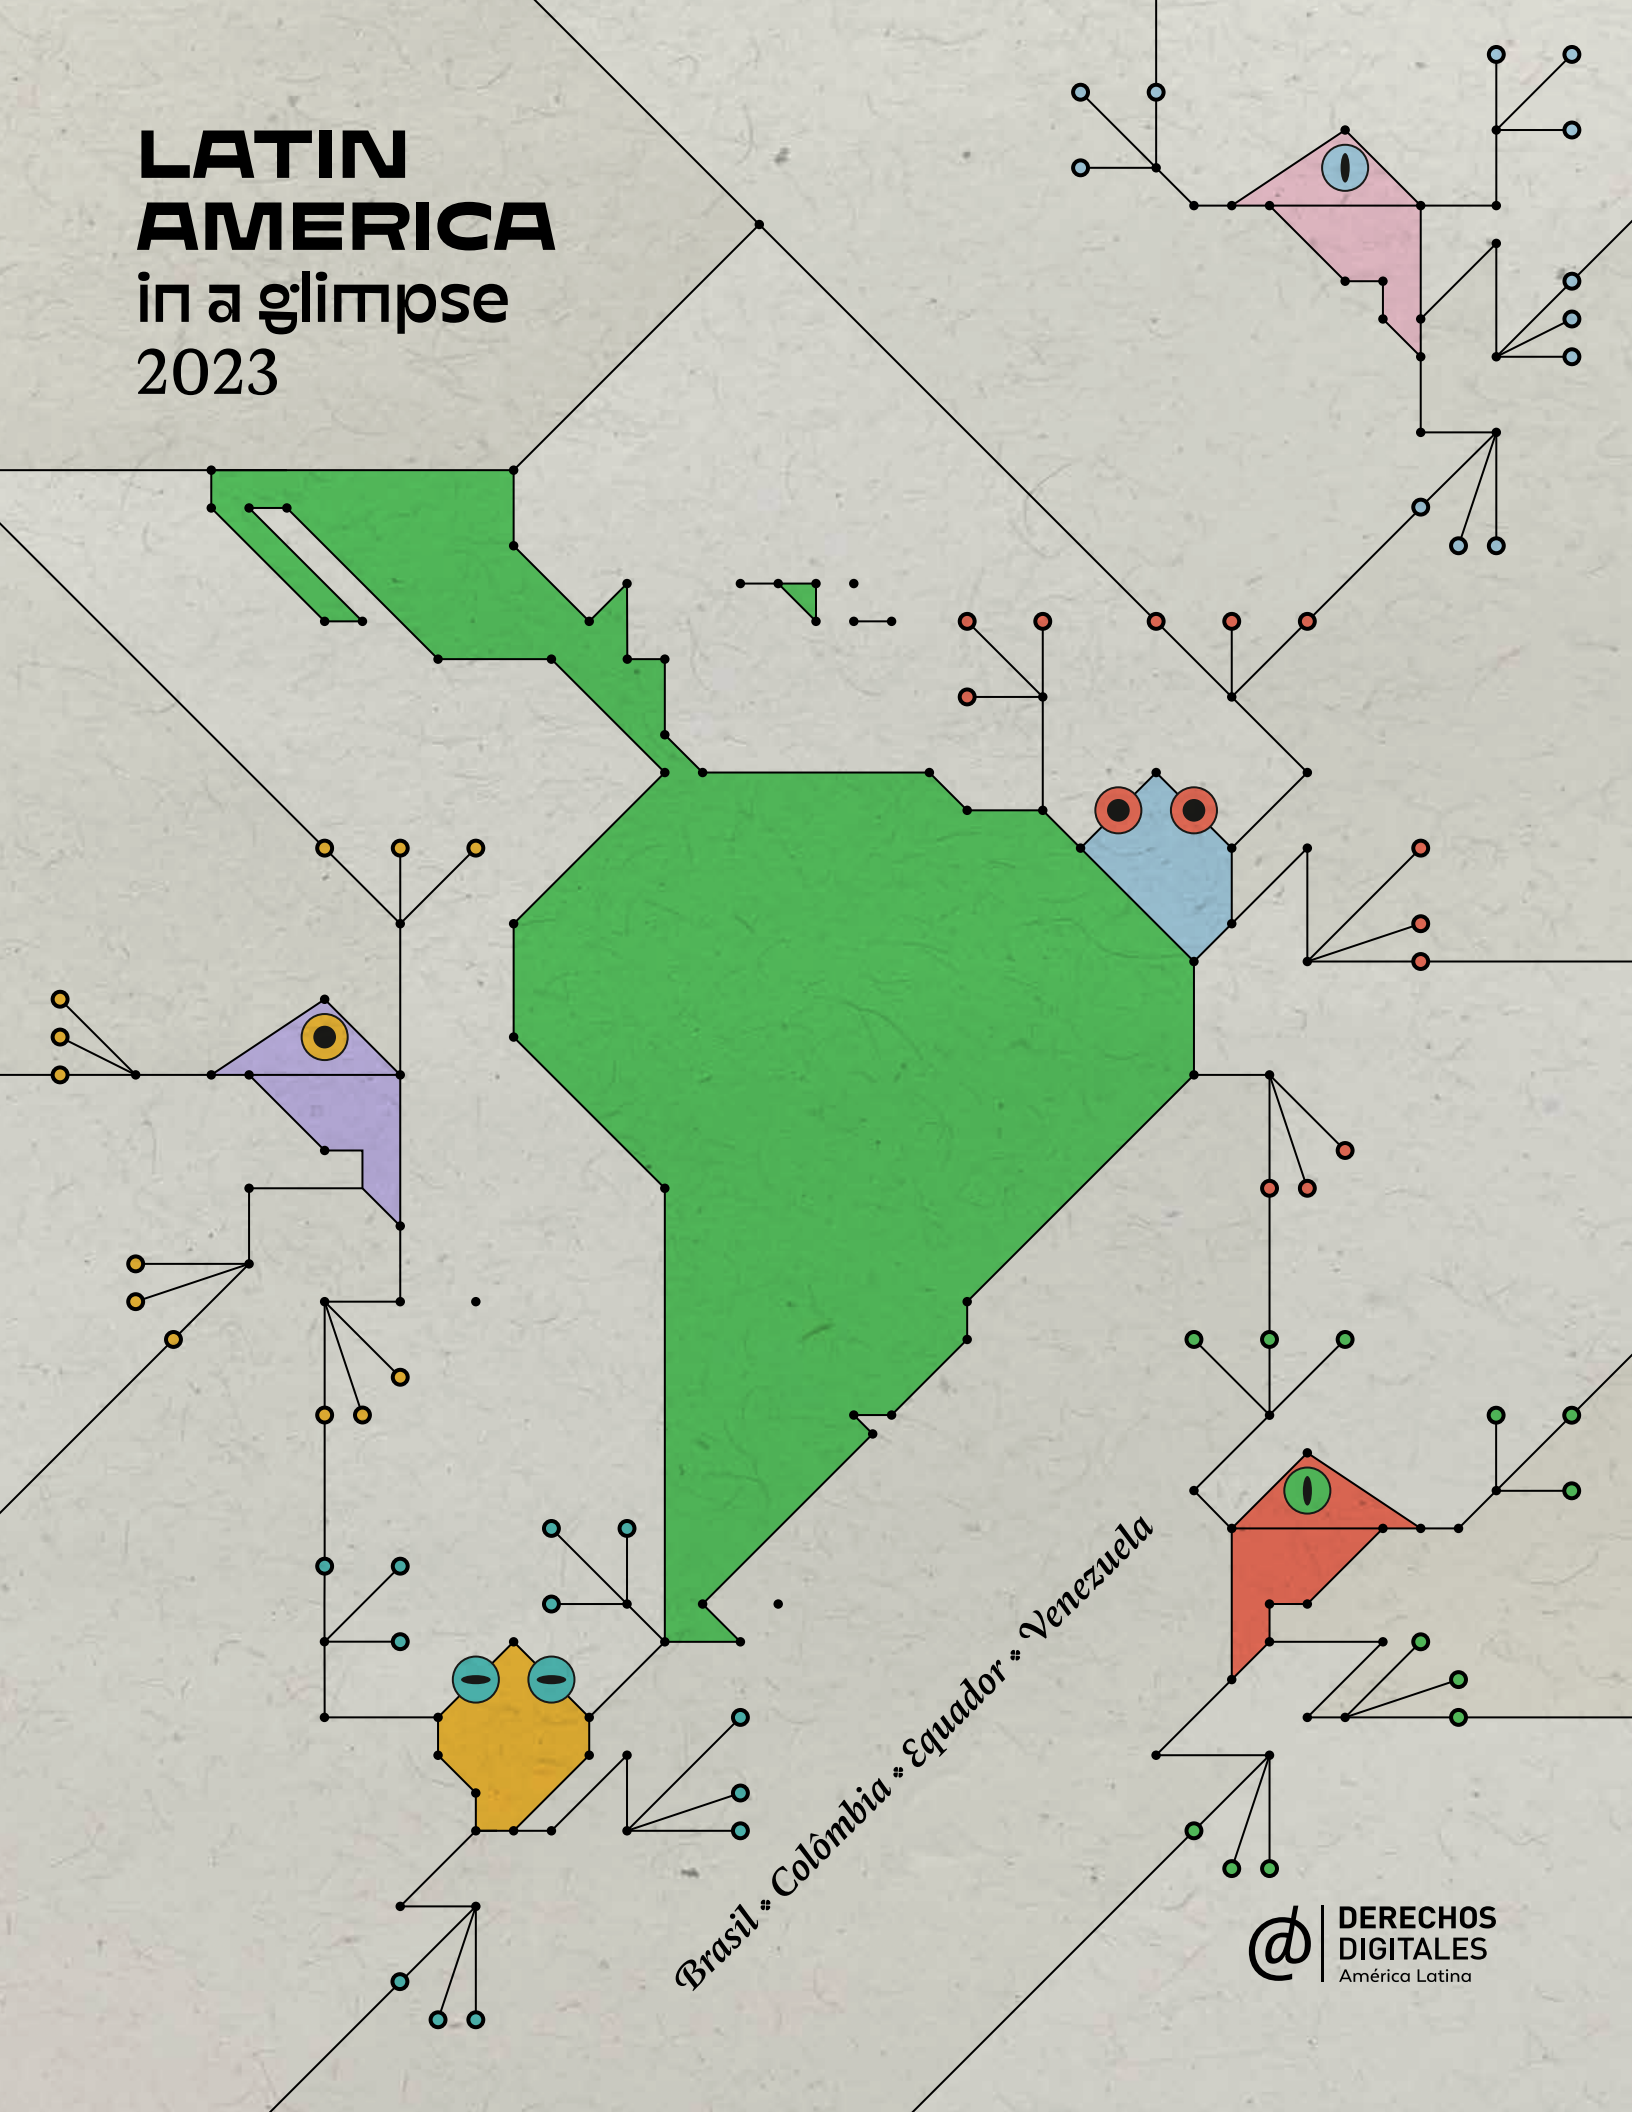 LATIN
AMERICA
in a glimpse
2023
Brasil • Colômbia • Equador • Venezuela
@ DERECHOS
DIGITALES
América Latina